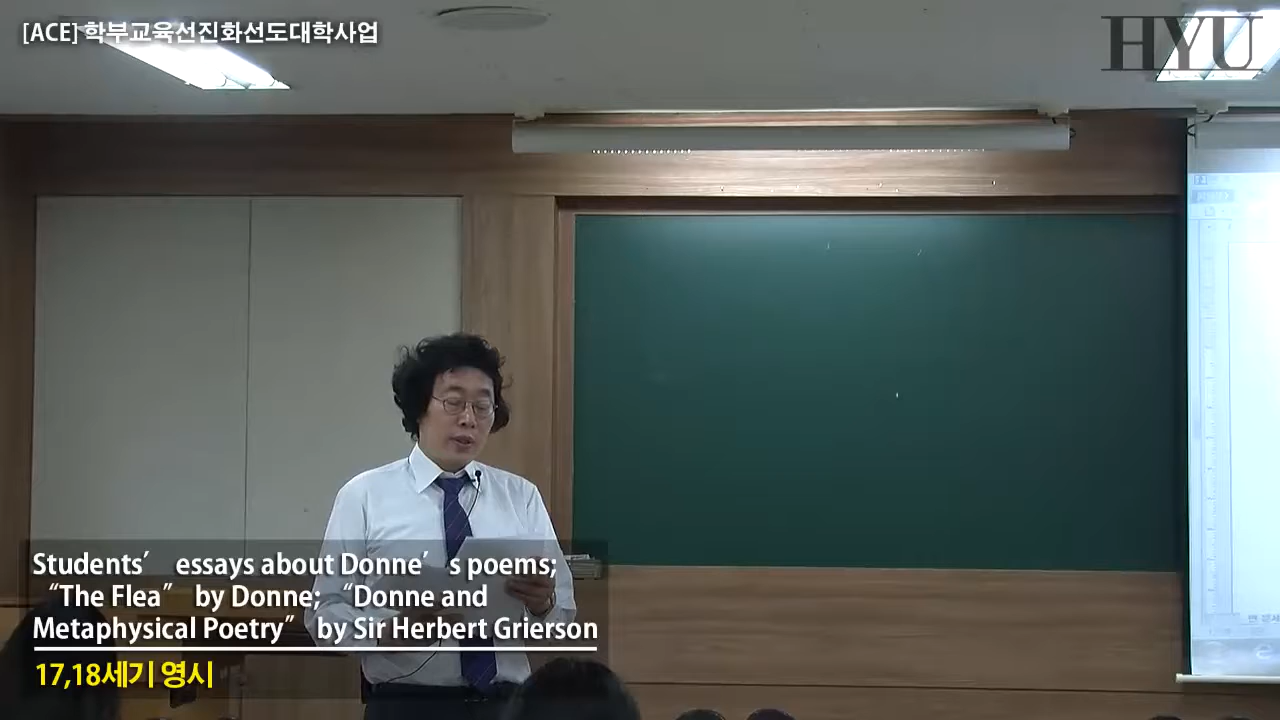 [ACE] 학부교육선진화선도대학사업
HYU
Students′ essays about Donne′s poems;
“The Flea” by Donne; “Donne and
Metaphysical Poetry” by Sir Herbert Grierson
17,18세기 영시